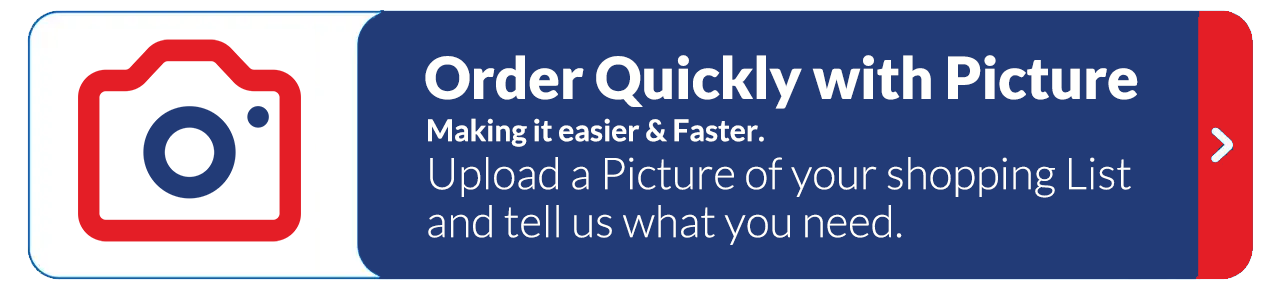 Order Quickly with Picture
Making it easier & Faster.
Upload a Picture of your shopping List
and tell us what you need.